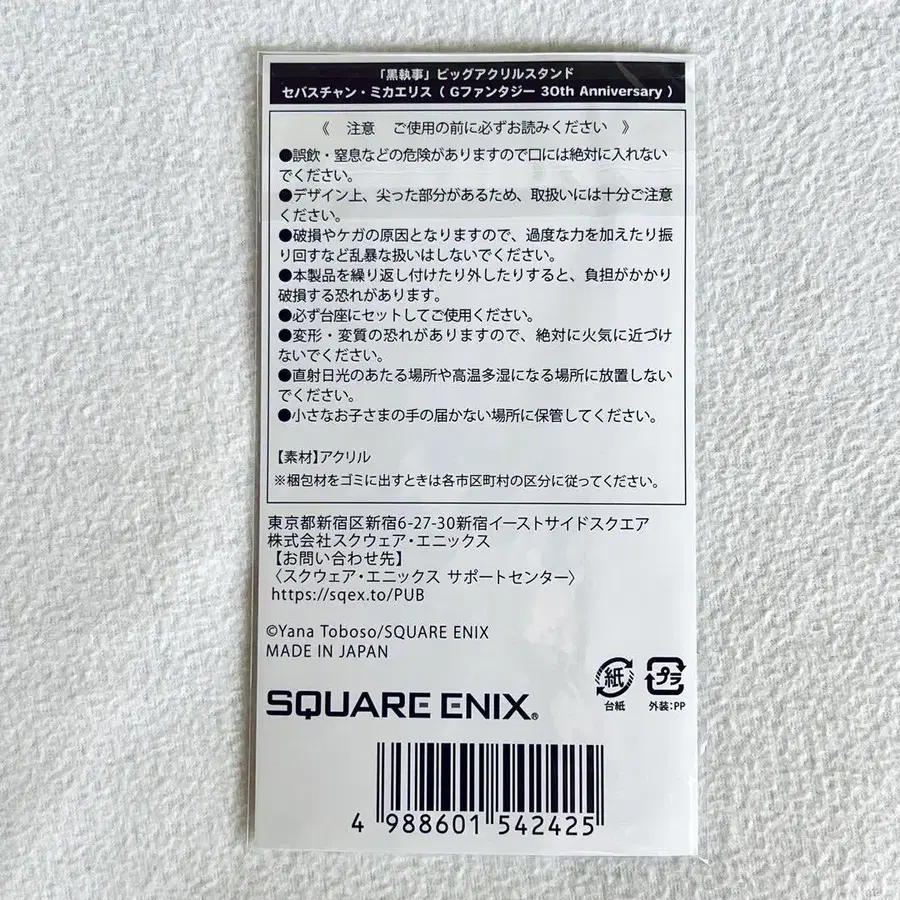 「黒執事」ビッグアクリルスタンド
セバスチャン・ミカエリス（Gファンタジー 30th Anniversary）
《　注意　ご使用の前に必ずお読みください　》
●誤飲・窒息などの危険がありますので口には絶対に入れない
でください。
●デザイン上、尖った部分があるため、取扱いには十分ご注意
ください。
●破損やケガの原因となりますので、過度な力を加えたり振
り回すなど乱暴な扱いはしないでください。
●本製品を繰り返し付けたり外したりすると、負担がかかり
破損する恐れがあります。
●必ず台座にセットしてご使用ください。
●変形・変質の恐れがありますので、絶対に火気に近づけ
ないでください。
●直射日光のあたる場所や高温多湿になる場所に放置しない
でください。
●小さなお子さまの手の届かない場所に保管してください。
【素材】アクリル
※梱包材をゴミに出すときは各市区町村の区分に従ってください。
東京都新宿区新宿6-27-30新宿イーストサイドスクエア
株式会社スクウェア・エニックス
【お問い合わせ先】
〈スクウェア・エニックス サポートセンター〉
https://sqex.to/PUB
©Yana Toboso/SQUARE ENIX
MADE IN JAPAN
紙 プラ
台紙 外装:PP
SQUARE ENIX®
4 988601 542425